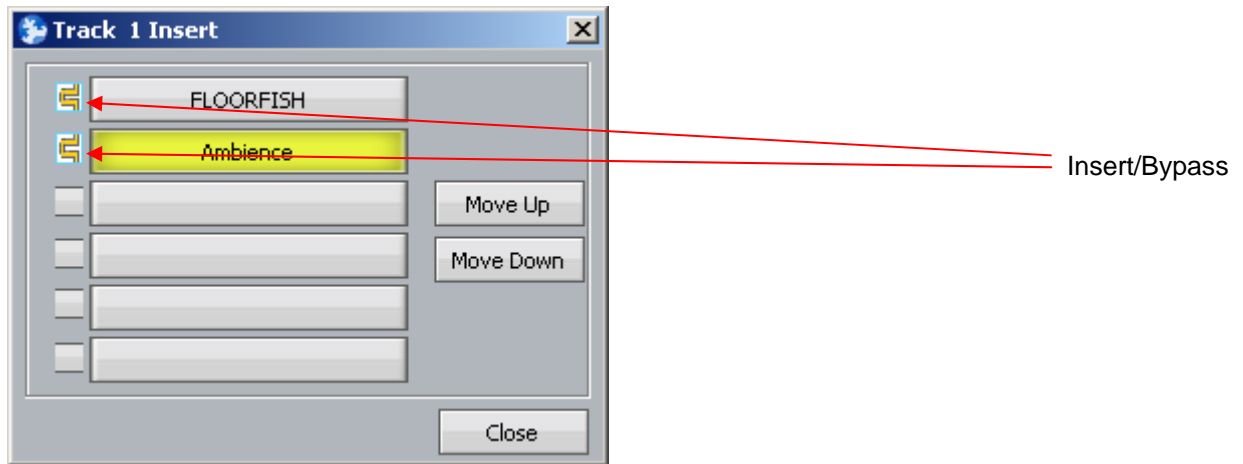 Track 1 Insert
FLOORFISH
Ambience
Insert/Bypass
Move Up
Move Down
Close